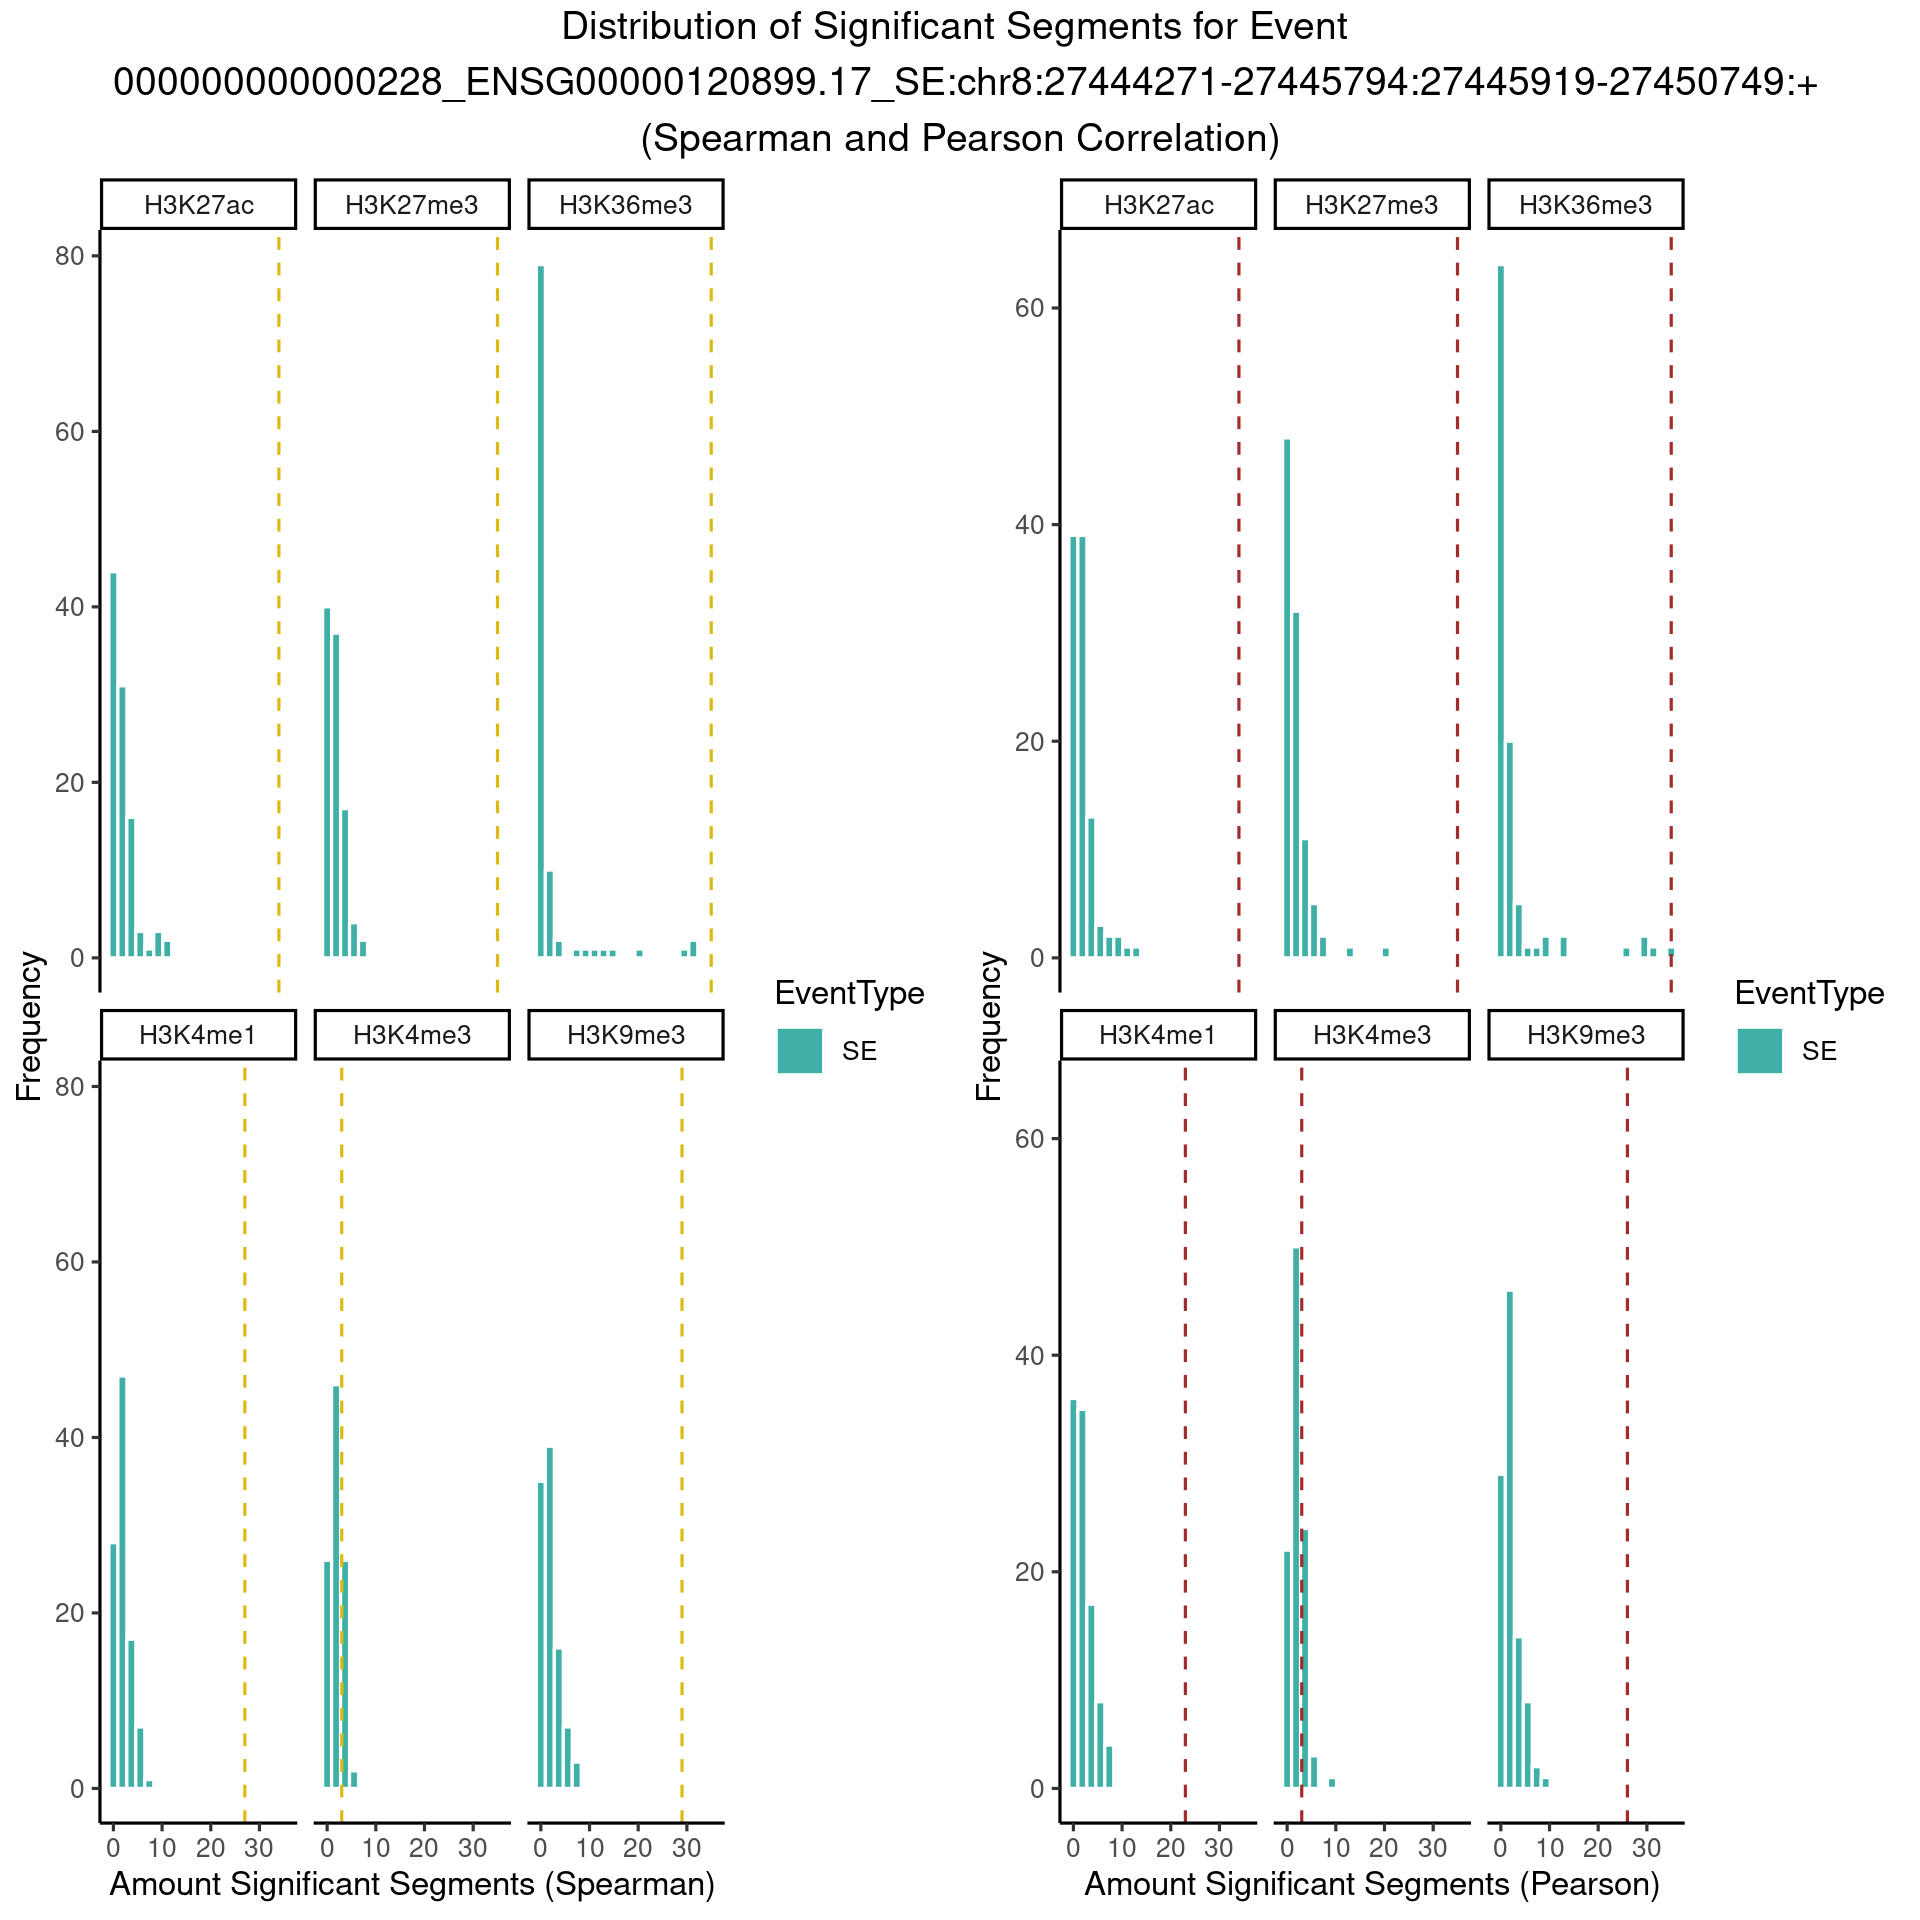 Distribution of Significant Segments for Event
000000000000228_ENSG00000120899.17_SE:chr8:27444271-27445794:27445919-27450749:+
(Spearman and Pearson Correlation)
H3K27ac H3K27me3 H3K36me3
80
60
40
20
0
H3K4me1 H3K4me3 H3K9me3
80
60
40
20
0
0 10 20 30 0 10 20 30 0 10 20 30
Frequency
Amount Significant Segments (Spearman)
EventType
SE
H3K27ac H3K27me3 H3K36me3
60
40
20
0
H3K4me1 H3K4me3 H3K9me3
60
40
20
0
0 10 20 30 0 10 20 30 0 10 20 30
Frequency
Amount Significant Segments (Pearson)
EventType
SE